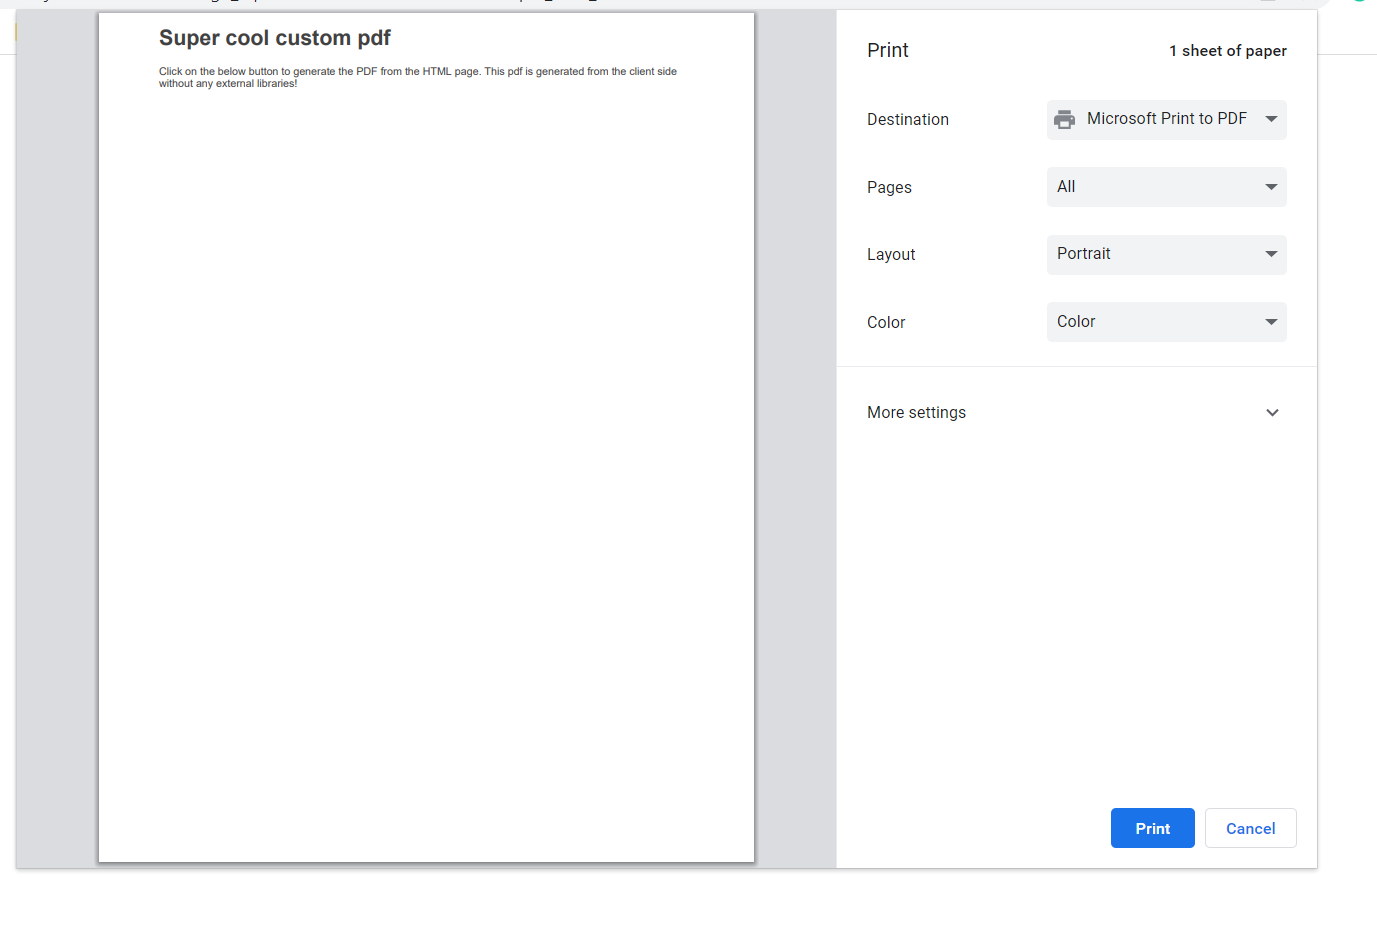 Super cool custom pdf
Click on the below button to generate the PDF from the HTML page. This pdf is generated from the client side
without any external libraries!
Print
1 sheet of paper
Destination
Microsoft Print to PDF
Pages
All
Layout
Portrait
Color
Color
More settings
Print
Cancel